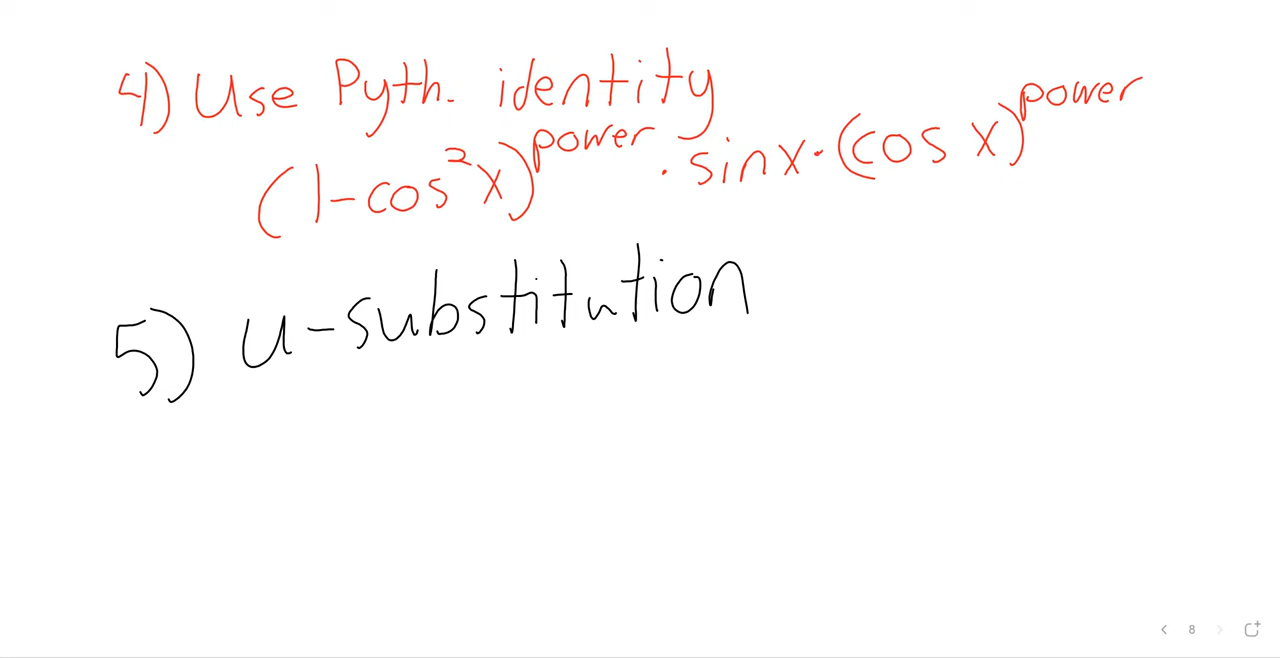 4) Use Pyth. identity
(1-cos²x)^power · sinx · (cos x)^power
5) u-substitution
8